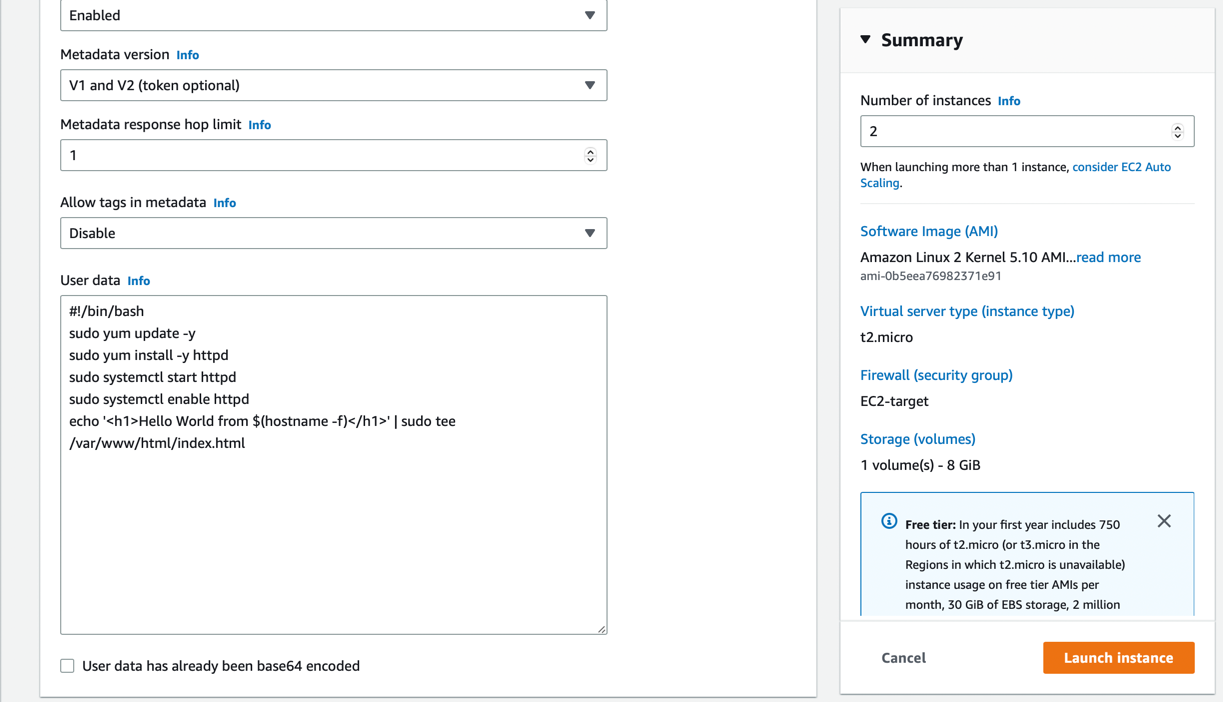 Enabled
Metadata version Info
V1 and V2 (token optional)
Metadata response hop limit Info
1
Allow tags in metadata Info
Disable
User data Info
#!/bin/bash
sudo yum update -y
sudo yum install -y httpd
sudo systemctl start httpd
sudo systemctl enable httpd
echo '<h1>Hello World from $(hostname -f)</h1>' | sudo tee
/var/www/html/index.html
User data has already been base64 encoded
Summary
Number of instances Info
2
When launching more than 1 instance, consider EC2 Auto
Scaling.
Software Image (AMI)
Amazon Linux 2 Kernel 5.10 AMI...read more
ami-0b5eea76982371e91
Virtual server type (instance type)
t2.micro
Firewall (security group)
EC2-target
Storage (volumes)
1 volume(s) - 8 GiB
Free tier: In your first year includes 750
hours of t2.micro (or t3.micro in the
Regions in which t2.micro is unavailable)
instance usage on free tier AMIs per
month, 30 GiB of EBS storage, 2 million
Cancel
Launch instance